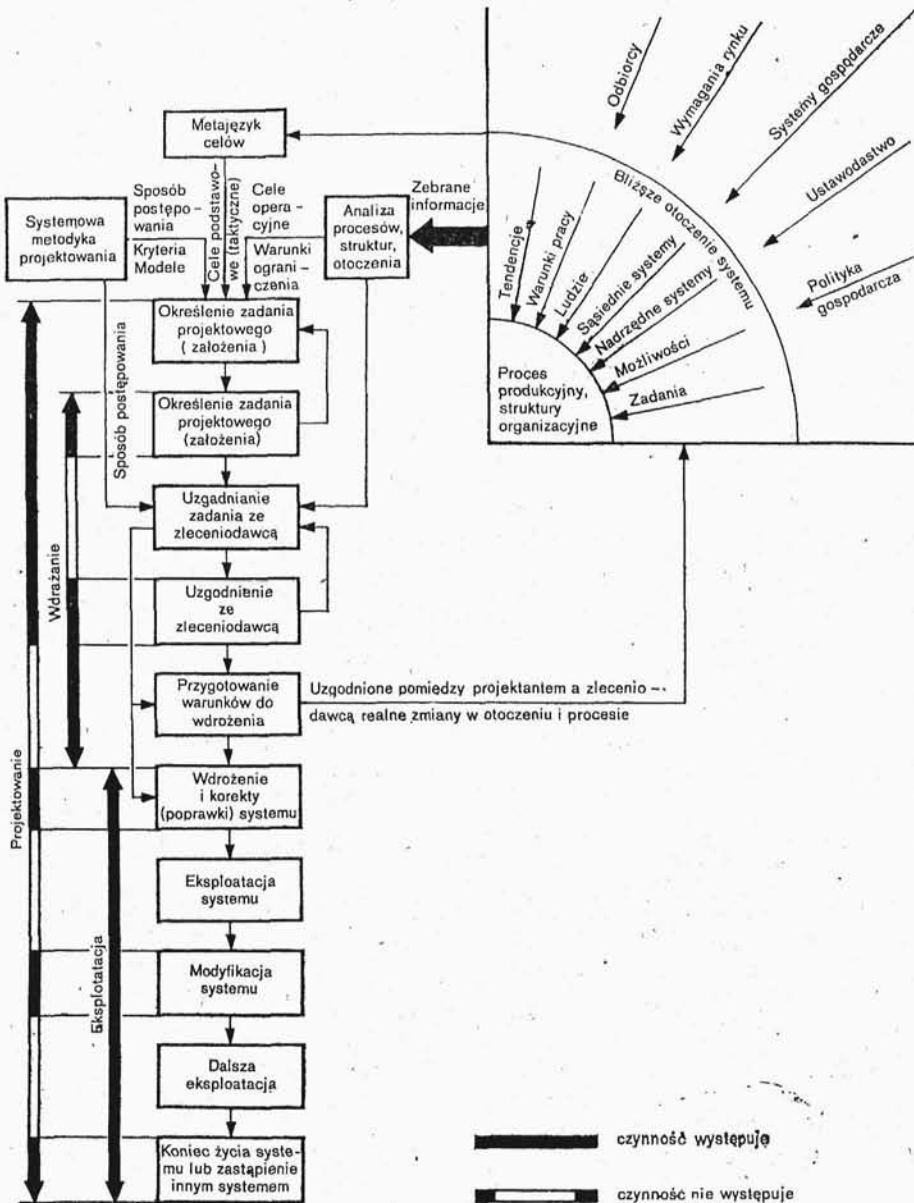 Odbiorcy
Wymagania rynku
Systemy gospodarcze
Ustawodastwo
Polityka
gospodarcza
Bliższe otoczenie systemu
Tendencje
Warunki pracy
Ludzie
Sąsiednie systemy
Nadrzędne systemy
Możliwości
Zadania
Proces
produkcyjny,
struktury
organizacyjne
Metajęzyk
celów
Zebrane
informacje
Systemowa
metodyka
projektowania
Sposób
postępo-
wania
Kryteria
Modele
Cele podstawo-
we (taktyczne)
Cele
opera-
cyjne
Warunki
ograni-
czenia
Analiza
procesów,
struktur,
otoczenia
Określenie zadania
projektowego
( założenia )
Sposób postępowania
Określenie zadania
projektowego
(założenia)
Uzgadnianie
zadania ze
zleceniodawcą
Wdrażanie
Uzgodnienie
ze
zleceniodawcą
Przygotowanie
warunków do
wdrożenia
Uzgodnione pomiędzy projektantem a zlecenio-
dawcą realne zmiany w otoczeniu i procesie
Projektowanie
Wdrożenie
i korekty
(poprawki) systemu
Eksploatacja
systemu
Eksplotatacja
Modyfikacja
systemu
Dalsza
eksploatacja
Koniec życia syste-
mu lub zastąpienie
innym systemem
czynność występuje
czynność nie występuje